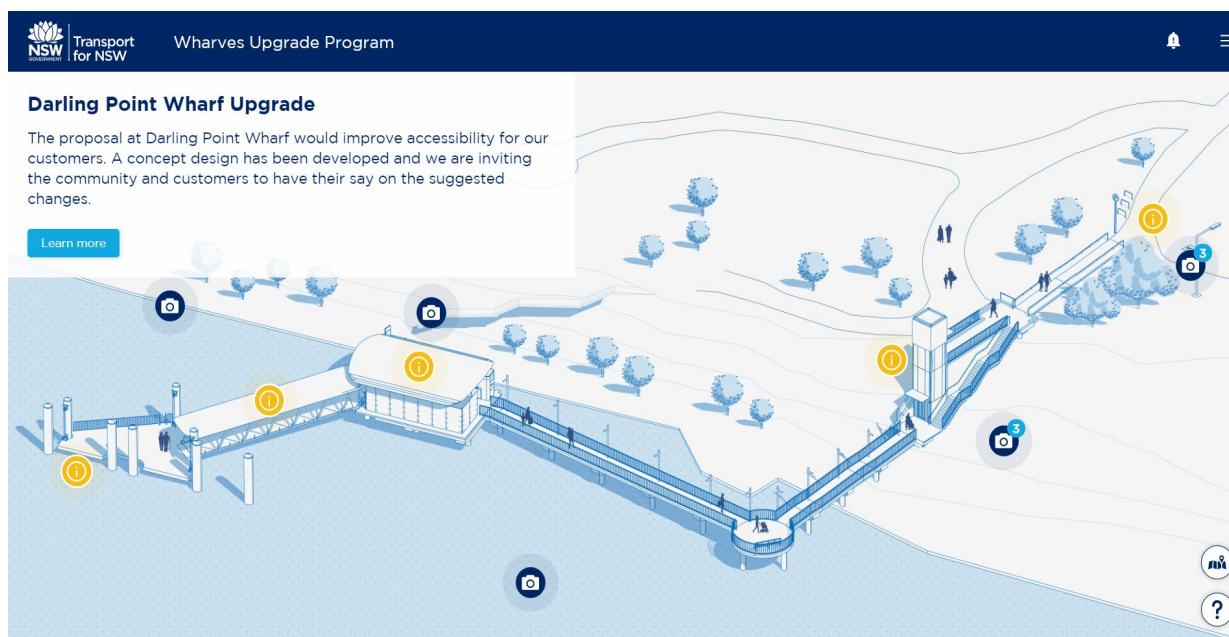 NSW
GOVERNMENT
Transport
for NSW
Wharves Upgrade Program
Darling Point Wharf Upgrade
The proposal at Darling Point Wharf would improve accessibility for our
customers. A concept design has been developed and we are inviting
the community and customers to have their say on the suggested
changes.
Learn more
3
3
?